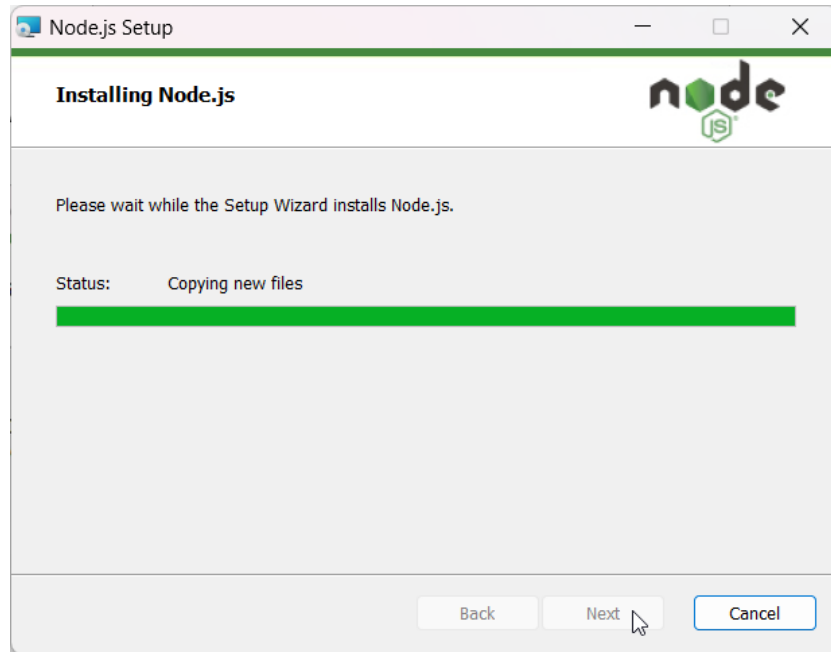 Node.js Setup
Installing Node.js
node
JS
Please wait while the Setup Wizard installs Node.js.
Status: Copying new files
Back Next Cancel